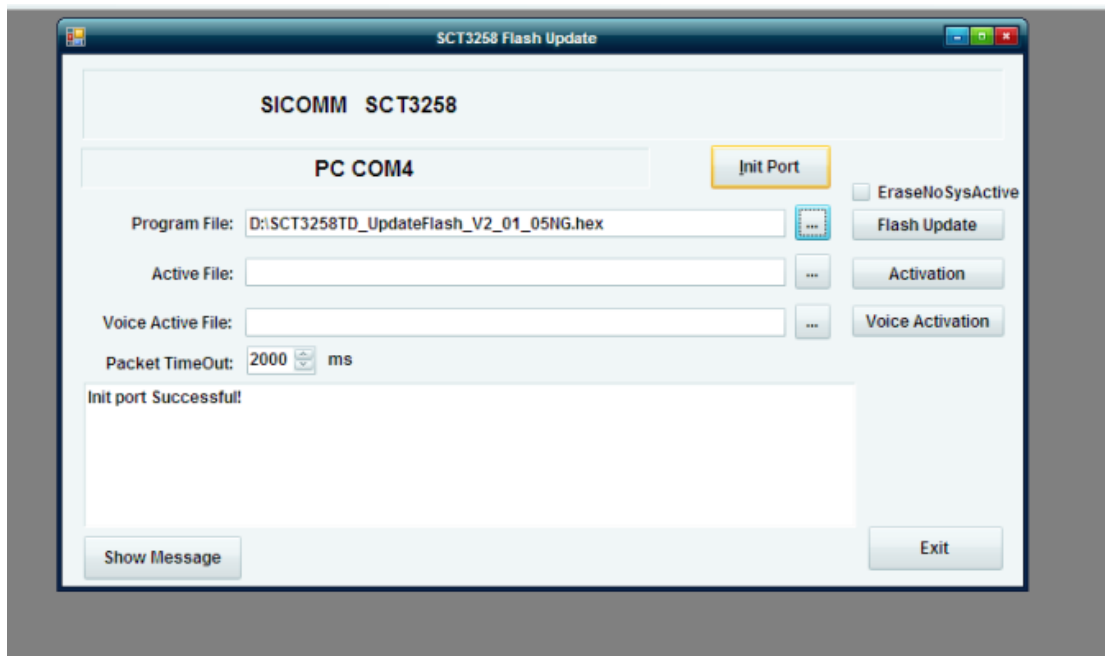 SCT3258 Flash Update
SICOMM SCT3258
PC COM4
Init Port
EraseNoSysActive
Program File: D:\SCT3258TD_UpdateFlash_V2_01_05NG.hex ... Flash Update
Active File: ... Activation
Voice Active File: ... Voice Activation
Packet TimeOut: 2000 ms
Init port Successful!
Show Message
Exit